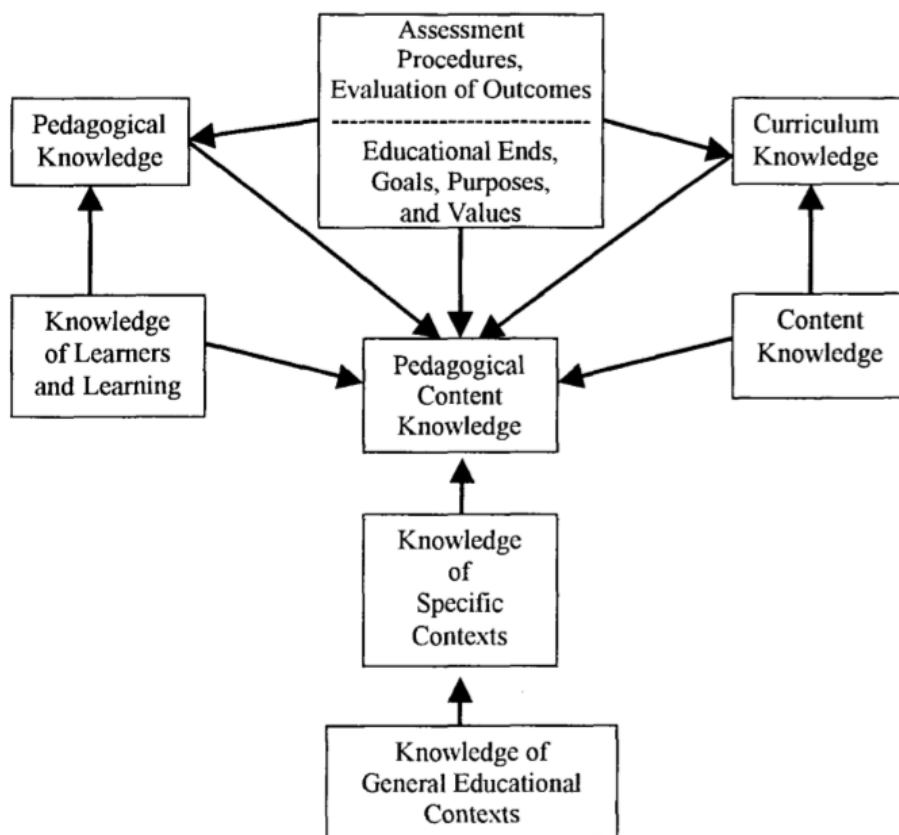 Assessment
Procedures,
Evaluation of Outcomes
Educational Ends,
Goals, Purposes,
and Values
Pedagogical
Knowledge
Curriculum
Knowledge
Knowledge
of Learners
and Learning
Content
Knowledge
Pedagogical
Content
Knowledge
Knowledge
of
Specific
Contexts
Knowledge of
General Educational
Contexts